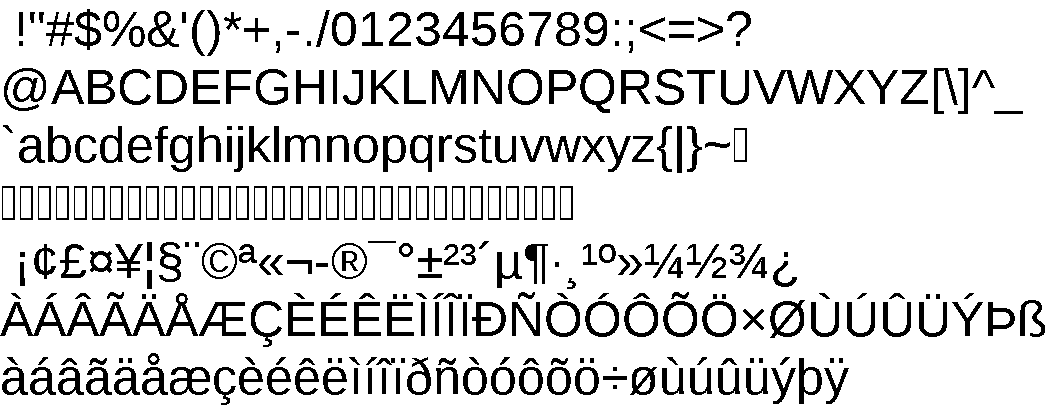 !"#$%&'()*+,-./0123456789:;<=>?
@ABCDEFGHIJKLMNOPQRSTUVWXYZ[\]^_
`abcdefghijklmnopqrstuvwxyz{|}~
¡¢£¤¥¦§¨©ª«¬-®¯°±²³´µ¶·¸¹º»¼½¾¿
ÀÁÂÃÄÅÆÇÈÉÊËÌÍÎÏÐÑÒÓÔÕÖ×ØÙÚÛÜÝÞß
àáâãäåæçèéêëìíîïðñòóôõö÷øùúûüýþÿ